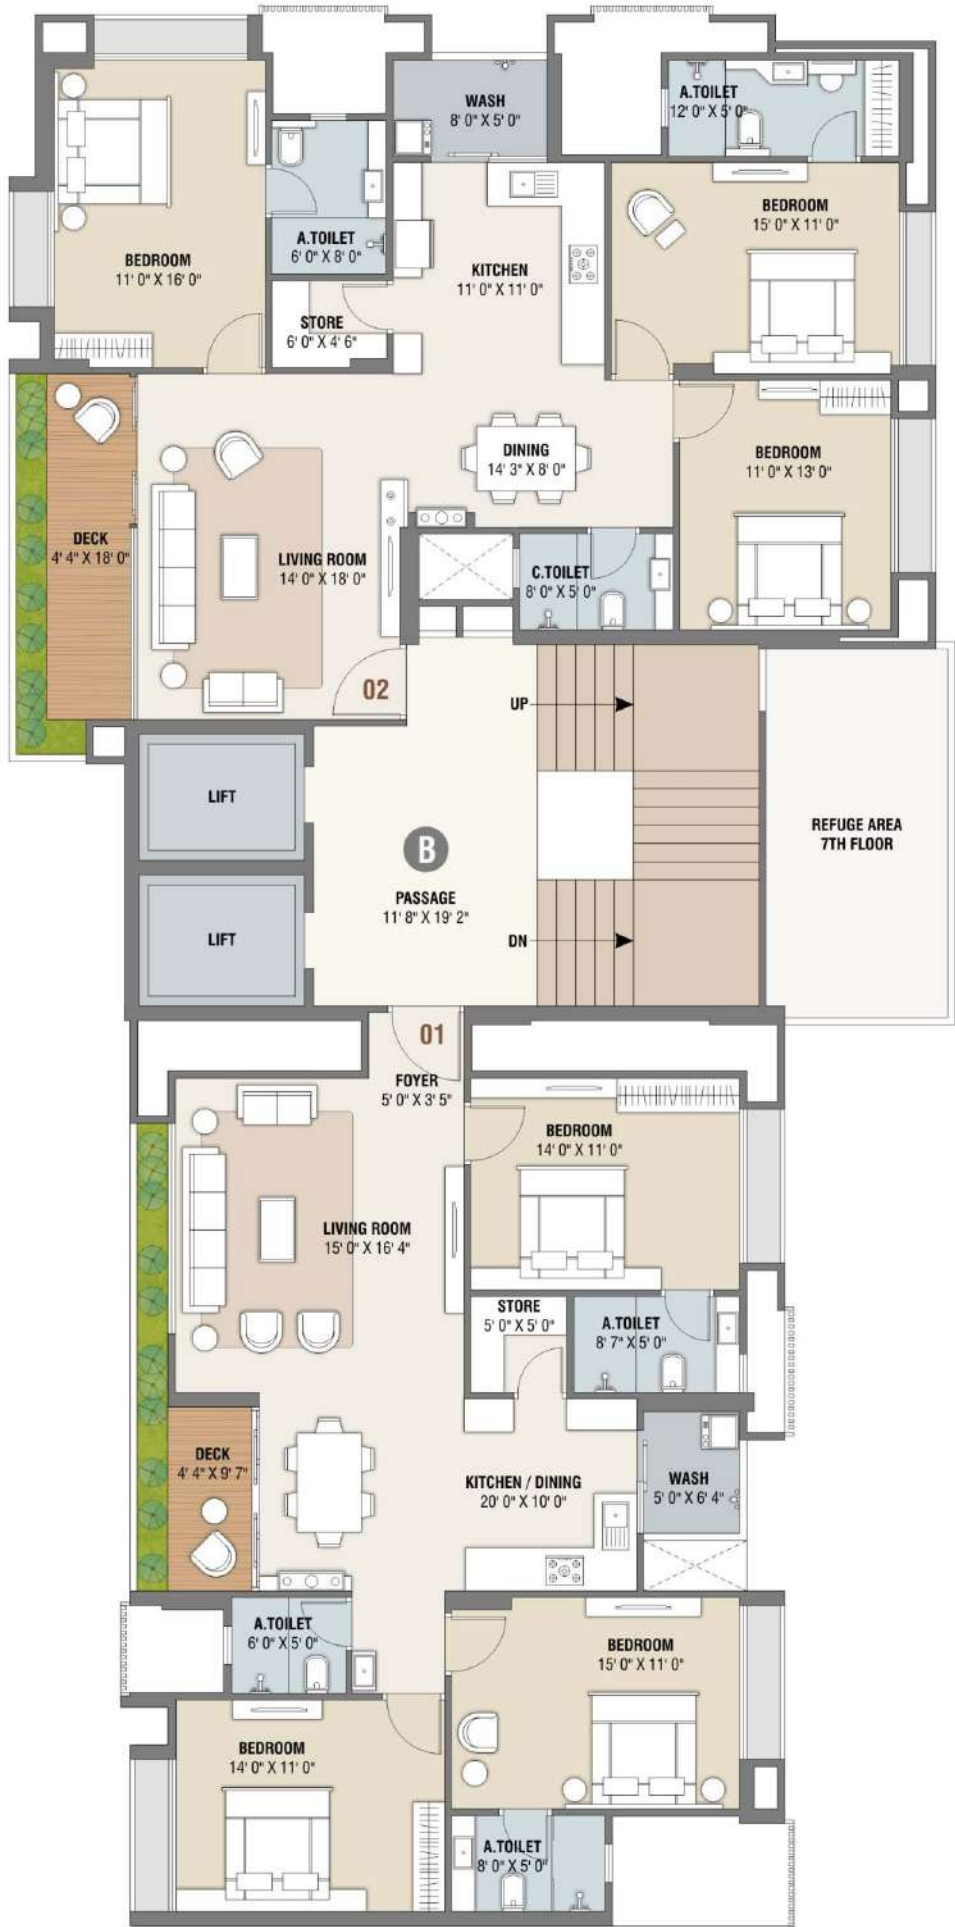 WASH
8' 0" X 5' 0"
A.TOILET
12' 0" X 5' 0"
BEDROOM
15' 0" X 11' 0"
A.TOILET
6' 0" X 8' 0"
BEDROOM
11' 0" X 16' 0"
KITCHEN
11' 0" X 11' 0"
STORE
6' 0" X 4' 6"
DINING
14' 3" X 8' 0"
BEDROOM
11' 0" X 13' 0"
DECK
4' 4" X 18' 0"
LIVING ROOM
14' 0" X 18' 0"
C.TOILET
8' 0" X 5' 0"
02
UP
LIFT
REFUGE AREA
7TH FLOOR
B
PASSAGE
11' 8" X 19' 2"
LIFT
DN
01
FOYER
5' 0" X 3' 5"
BEDROOM
14' 0" X 11' 0"
LIVING ROOM
15' 0" X 16' 4"
STORE
5' 0" X 5' 0"
A.TOILET
8' 7" X 5' 0"
DECK
4' 4" X 9' 7"
KITCHEN / DINING
20' 0" X 10' 0"
WASH
5' 0" X 6' 4"
A.TOILET
6' 0" X 5' 0"
BEDROOM
15' 0" X 11' 0"
BEDROOM
14' 0" X 11' 0"
A.TOILET
8' 0" X 5' 0"